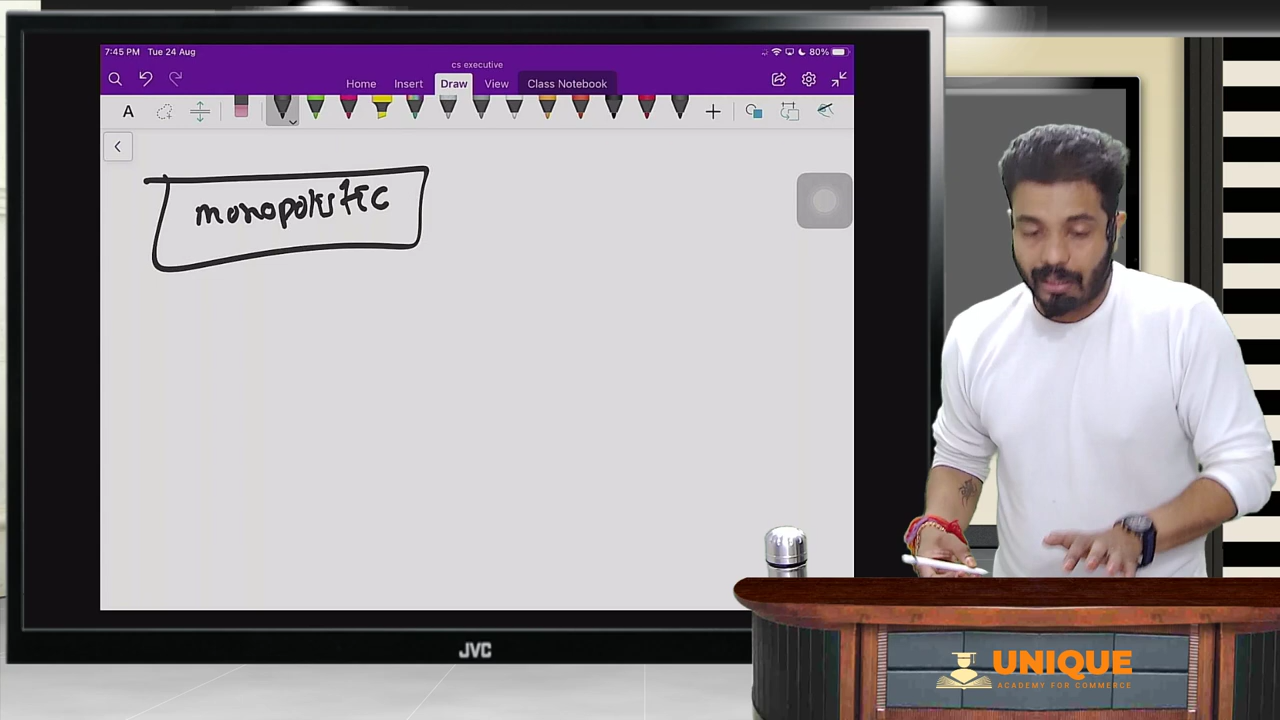 7:45 PM Tue 24 Aug
80%
cs executive
Home Insert Draw View Class Notebook
A
monopolistic
JVC
UNIQUE
ACADEMY FOR COMMERCE